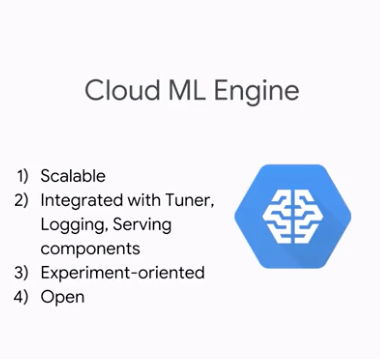 Cloud ML Engine
1) Scalable
2) Integrated with Tuner,
Logging, Serving
components
3) Experiment-oriented
4) Open